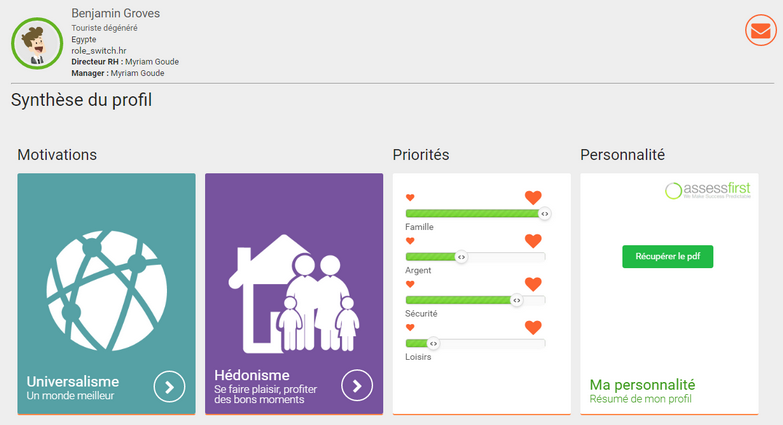 Benjamin Groves
Touriste dégénéré
Egypte
role_switch.hr
Directeur RH : Myriam Goude
Manager : Myriam Goude
Synthèse du profil
Motivations
Universalisme
Un monde meilleur
Hédonisme
Se faire plaisir, profiter
des bons moments
Priorités
Famille
Argent
Sécurité
Loisirs
Personnalité
assessfirst
We Make Success Predictable
Récupérer le pdf
Ma personnalité
Résumé de mon profil